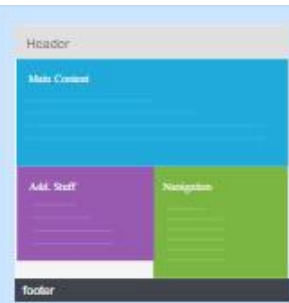 Header
Main Content
Add. Stuff
Navigation
footer